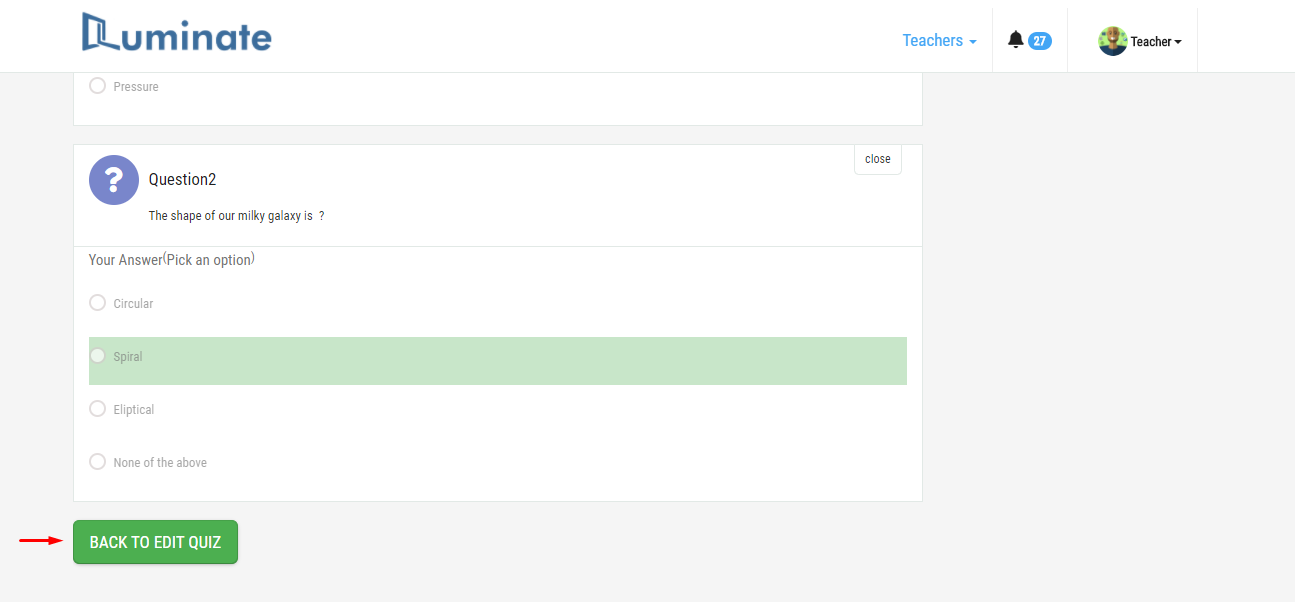 Luminate
Teachers
27
Teacher
Pressure
close
Question2
The shape of our milky galaxy is ?
Your Answer(Pick an option)
Circular
Spiral
Eliptical
None of the above
BACK TO EDIT QUIZ